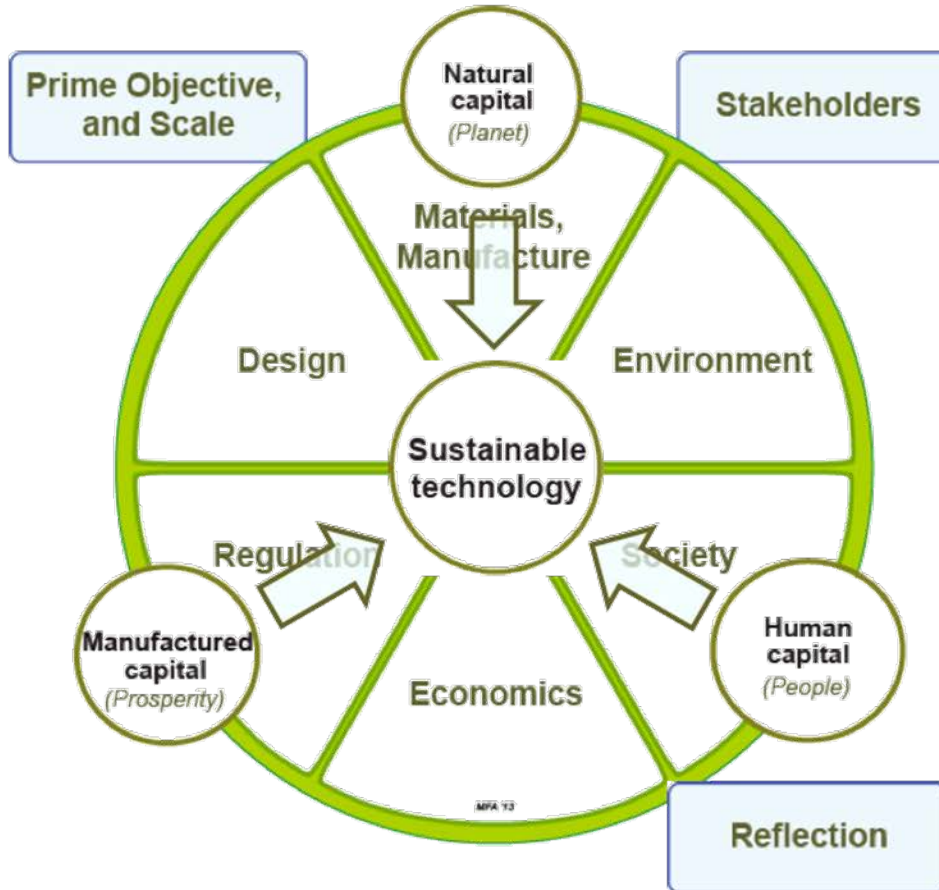 Prime Objective,
and Scale
Natural
capital
(Planet)
Stakeholders
Materials,
Manufacture
Design
Environment
Sustainable
technology
Regulation
Society
Manufactured
capital
(Prosperity)
Economics
Human
capital
(People)
MFA '13
Reflection